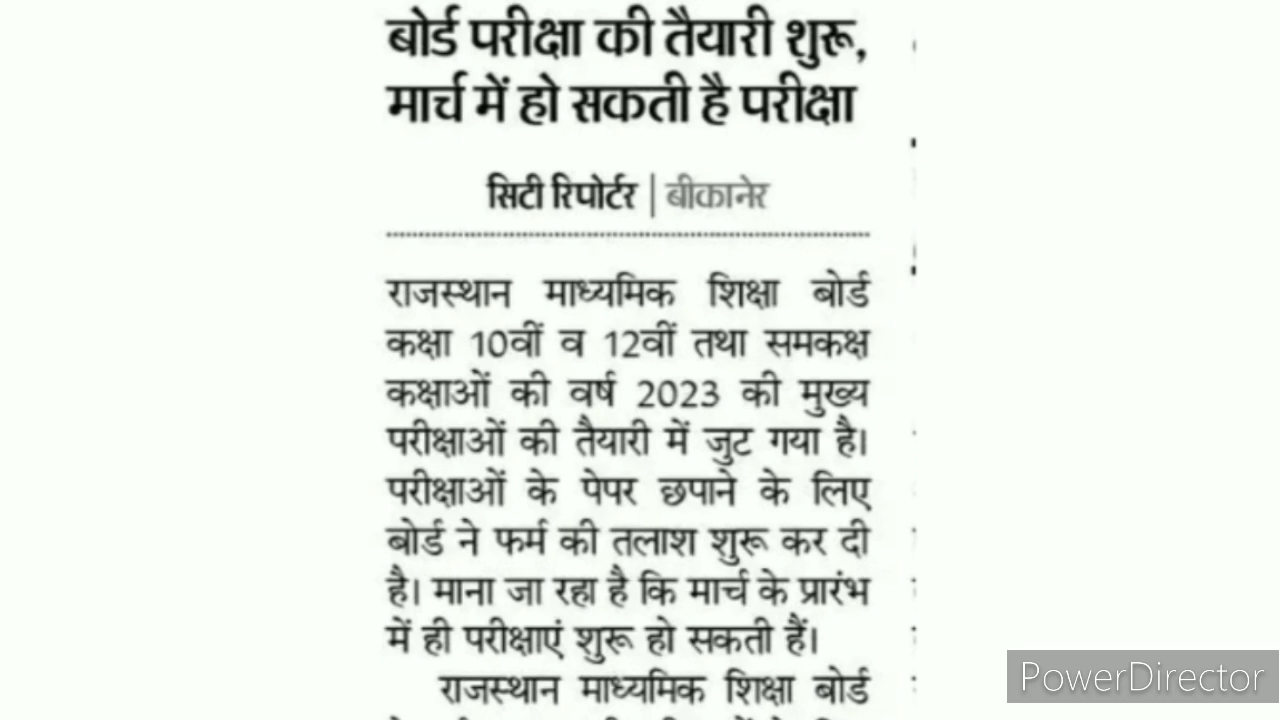 बोर्ड परीक्षा की तैयारी शुरू,
मार्च में हो सकती है परीक्षा
सिटी रिपोर्टर | बीकानेर
राजस्थान माध्यमिक शिक्षा बोर्ड
कक्षा 10वीं व 12वीं तथा समकक्ष
कक्षाओं की वर्ष 2023 की मुख्य
परीक्षाओं की तैयारी में जुट गया है।
परीक्षाओं के पेपर छपाने के लिए
बोर्ड ने फर्म की तलाश शुरू कर दी
है। माना जा रहा है कि मार्च के प्रारंभ
में ही परीक्षाएं शुरू हो सकती हैं।
राजस्थान माध्यमिक शिक्षा बोर्ड
PowerDirector